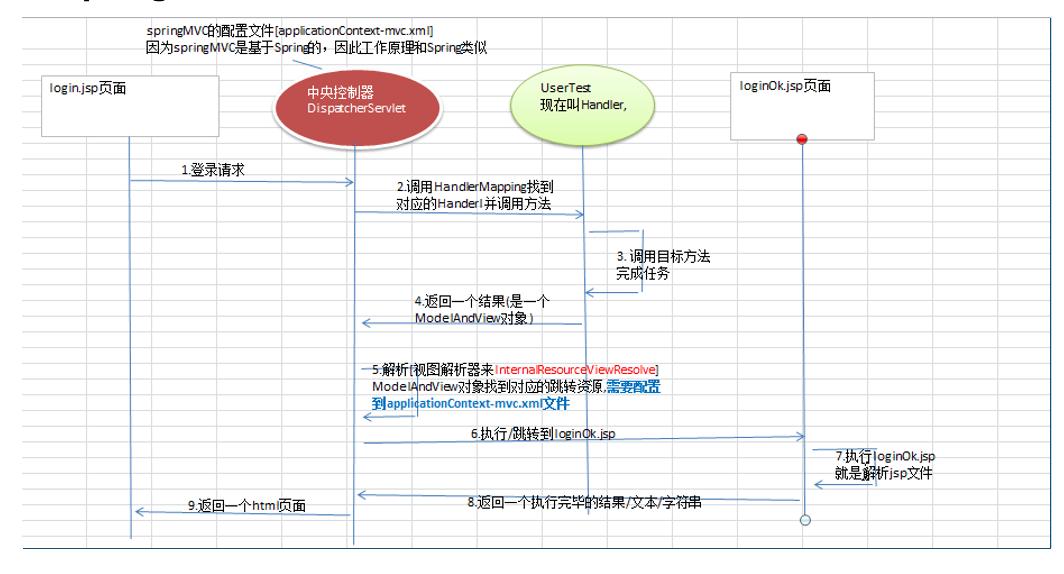 springMVC的配置文件[applicationContext-mvc.xml]
因为springMVC是基于Spring的，因此工作原理和Spring类似
login.jsp页面
中央控制器
DispatcherServlet
UserTest
现在叫Handler,
loginOk.jsp页面
1.登录请求
2.调用HandlerMapping找到
对应的Handerl并调用方法
3. 调用目标方法
完成任务
4.返回一个结果(是一个
ModelAndView对象)
5.解析[视图解析器来InternalResourceViewResolve]
ModelAndView对象找到对应的跳转资源,需要配置
到applicationContext-mvc.xml文件
6.执行/跳转到loginOk.jsp
7.执行loginOk.jsp
就是解析jsp文件
8.返回一个执行完毕的结果/文本/字符串
9.返回一个html页面